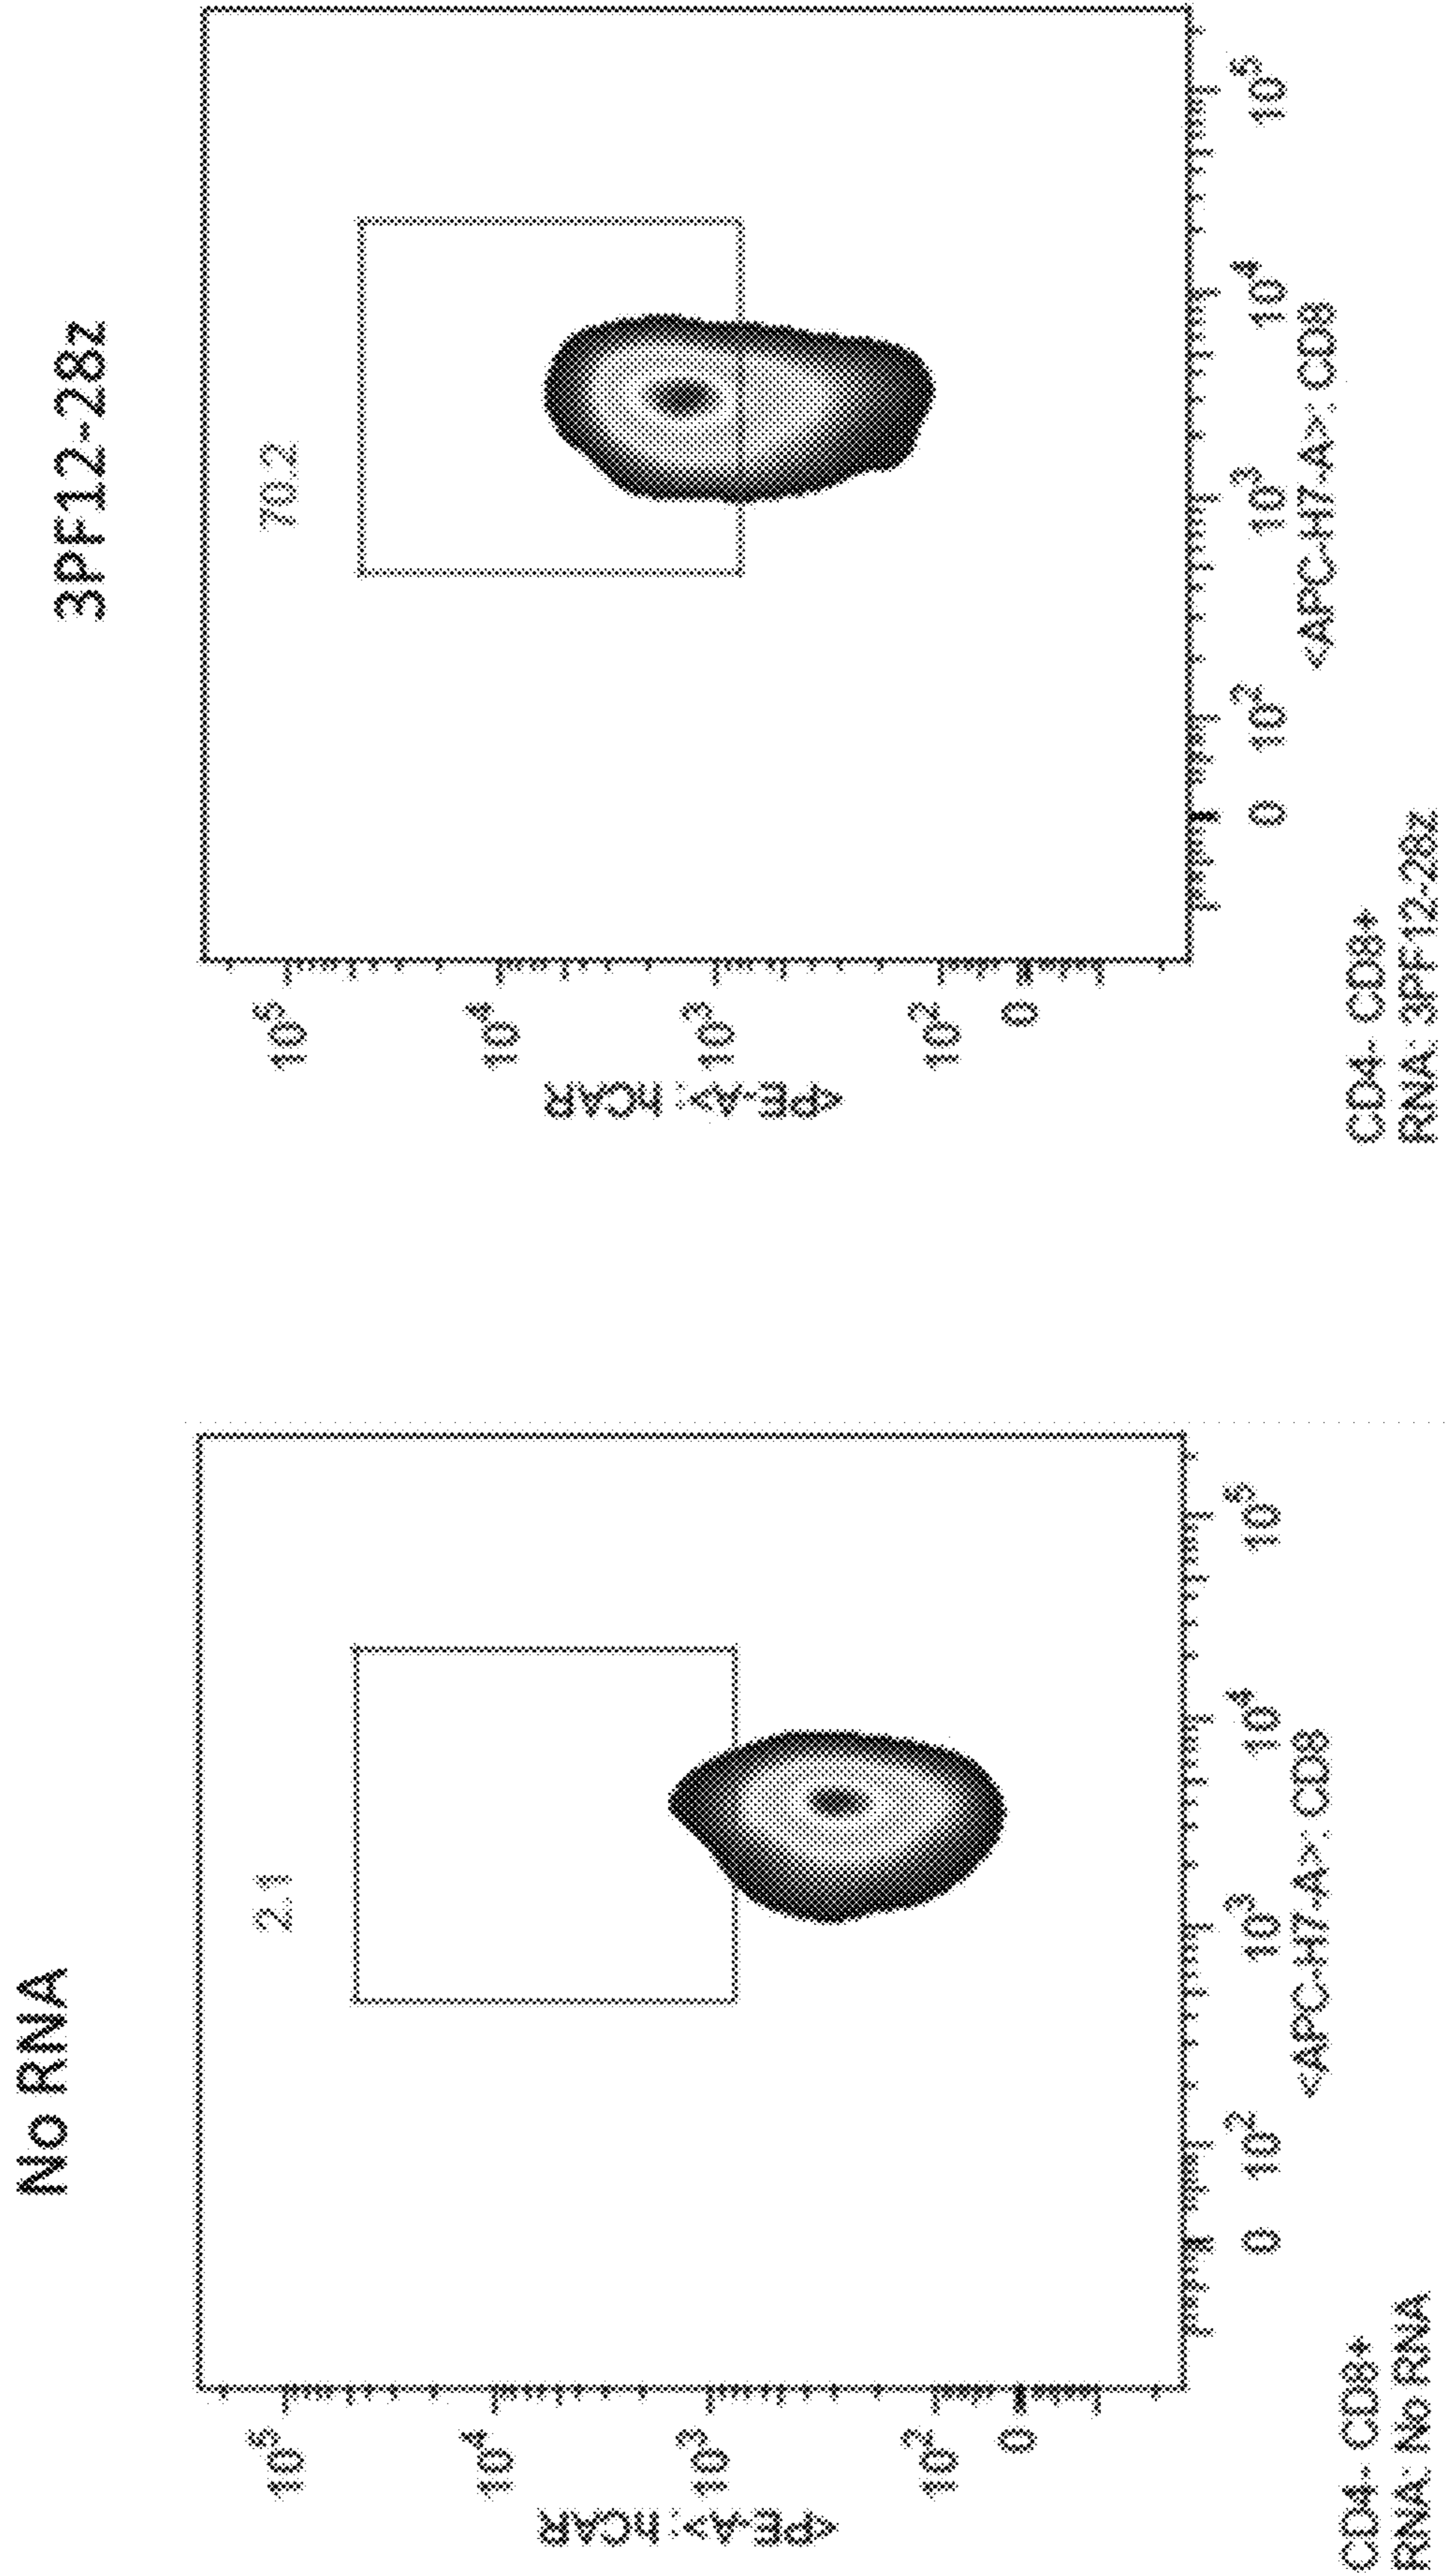 No RNA
2.1
<PE-A>: hCAR
10^5
10^4
10^3
10^2
0
0
10^2
10^3
10^4
10^5
<APC-H7-A>: CD8
CD4- CD8+
RNA: No RNA
3PF12-28z
70.2
<PE-A>: hCAR
10^5
10^4
10^3
10^2
0
0
10^2
10^3
10^4
10^5
<APC-H7-A>: CD8
CD4- CD8+
RNA: 3PF12-28z